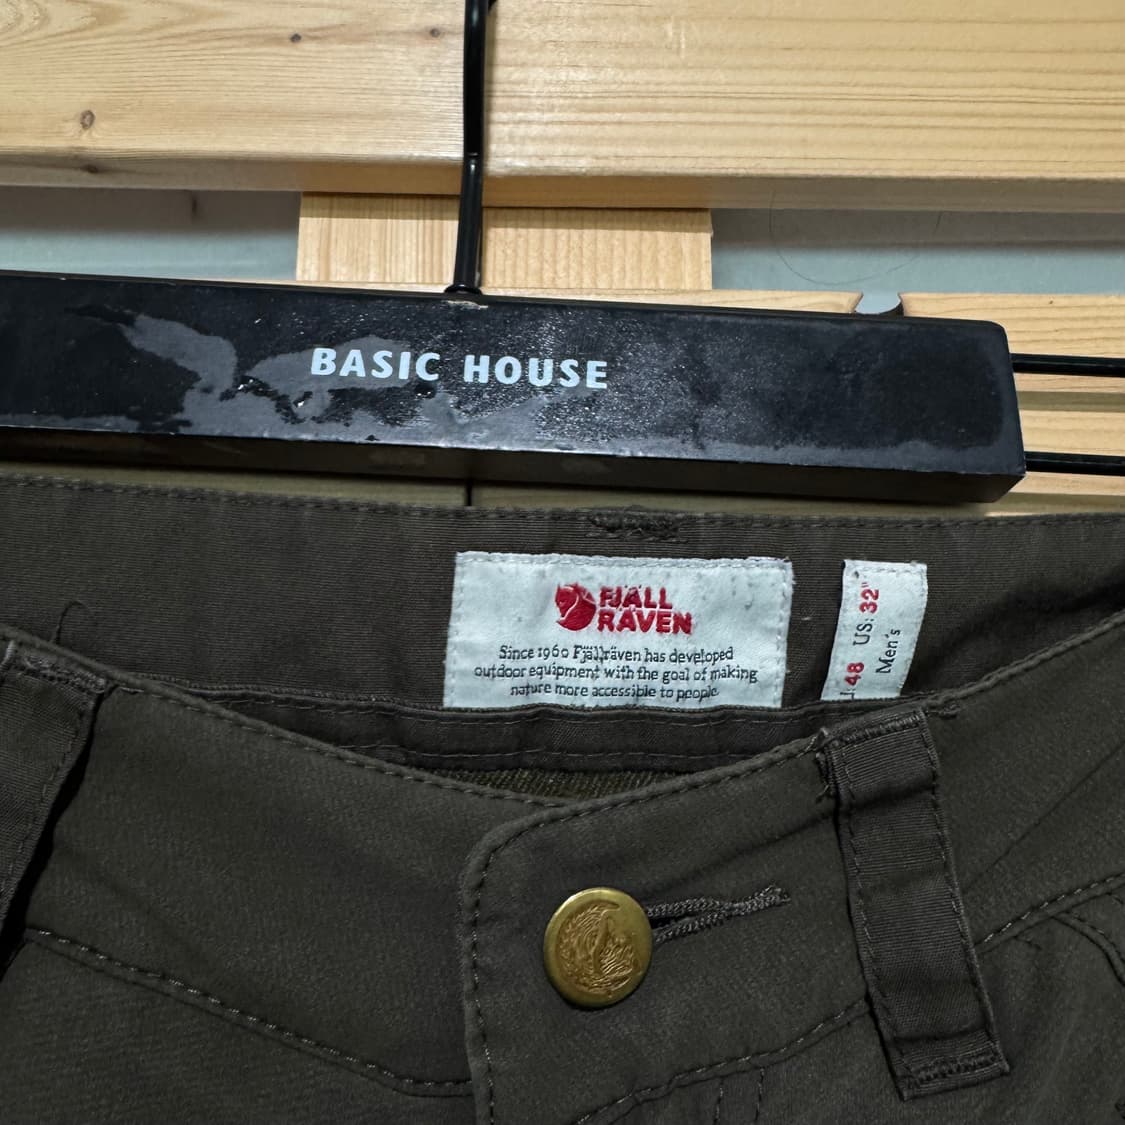 BASIC HOUSE
FJÄLL
RÄVEN
Since 1960 Fjällräven has developed
outdoor equipment with the goal of making
nature more accessible to people.
48 US: 32"
Men's